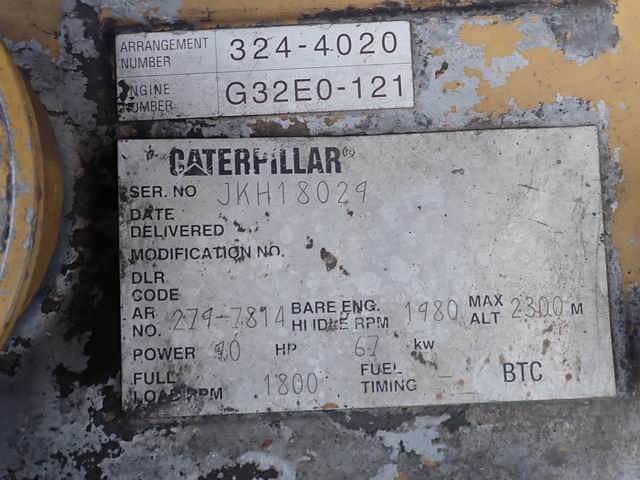 ARRANGEMENT NUMBER 324-4020
ENGINE NUMBER G32E0-121
CATERPILLAR®
SER. NO JKH18029
DATE
DELIVERED
MODIFICATION NO.
DLR
CODE
AR NO. 279-7814 BARE ENG. HI IDLE RPM 1980 MAX ALT 2300 M
POWER 90 HP 67 kw
FULL LOAD RPM 1800 FUEL TIMING – BTC